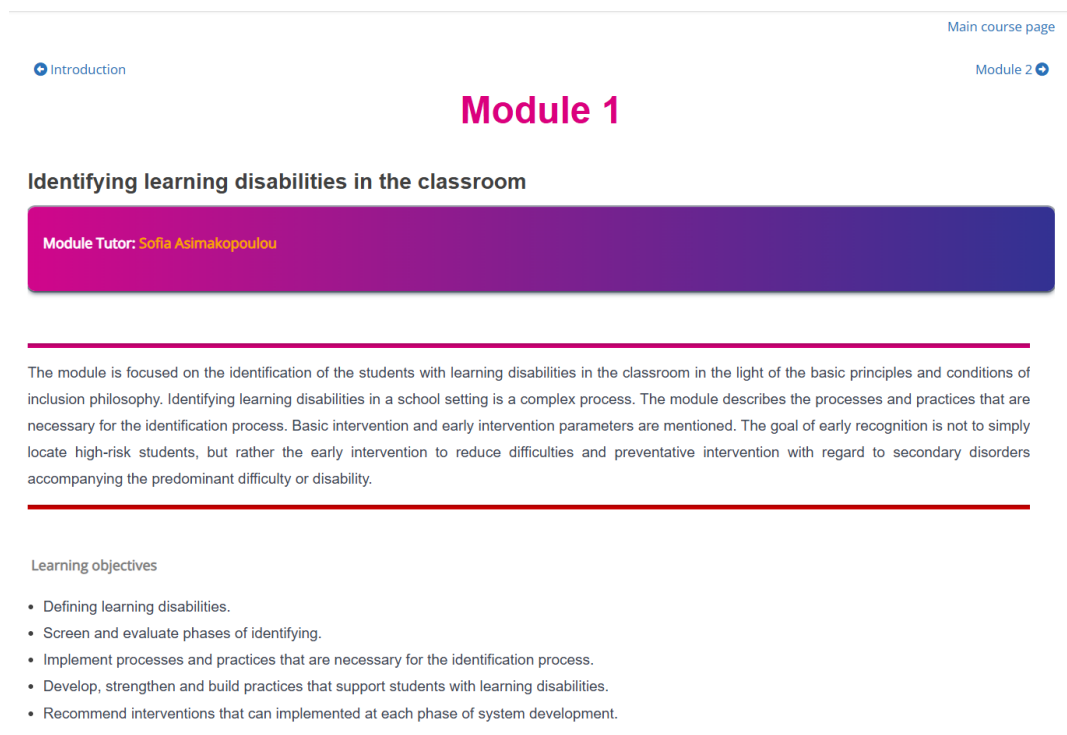 Main course page
Introduction
Module 2
Module 1
Identifying learning disabilities in the classroom
Module Tutor: Sofia Asimakopoulou
The module is focused on the identification of the students with learning disabilities in the classroom in the light of the basic principles and conditions of
inclusion philosophy. Identifying learning disabilities in a school setting is a complex process. The module describes the processes and practices that are
necessary for the identification process. Basic intervention and early intervention parameters are mentioned. The goal of early recognition is not to simply
locate high-risk students, but rather the early intervention to reduce difficulties and preventative intervention with regard to secondary disorders
accompanying the predominant difficulty or disability.
Learning objectives
• Defining learning disabilities.
• Screen and evaluate phases of identifying.
• Implement processes and practices that are necessary for the identification process.
• Develop, strengthen and build practices that support students with learning disabilities.
• Recommend interventions that can implemented at each phase of system development.